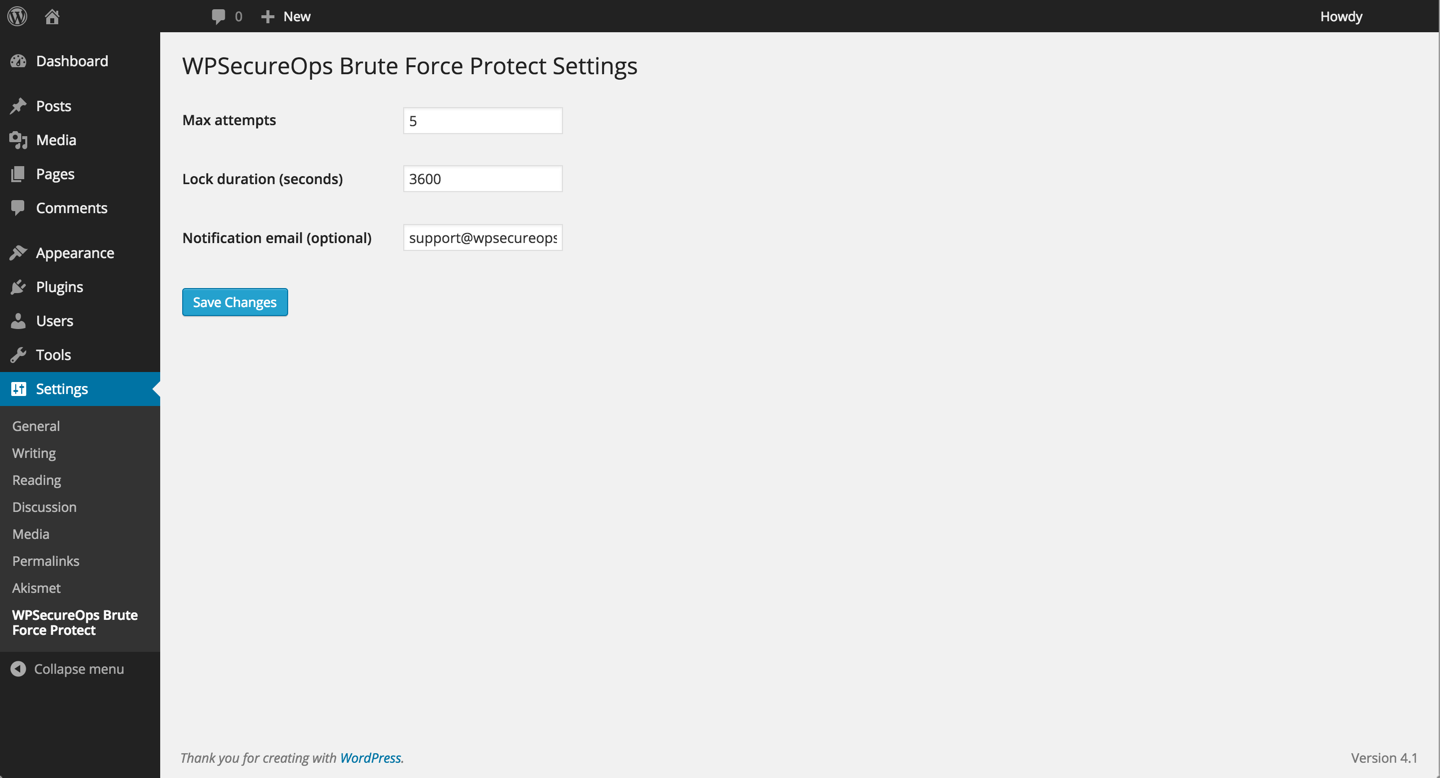 0 New Howdy
Dashboard
Posts
Media
Pages
Comments
Appearance
Plugins
Users
Tools
Settings
General
Writing
Reading
Discussion
Media
Permalinks
Akismet
WPSecureOps Brute
Force Protect
Collapse menu
WPSecureOps Brute Force Protect Settings
Max attempts 5
Lock duration (seconds) 3600
Notification email (optional) support@wpsecureops
Save Changes
Thank you for creating with WordPress. Version 4.1